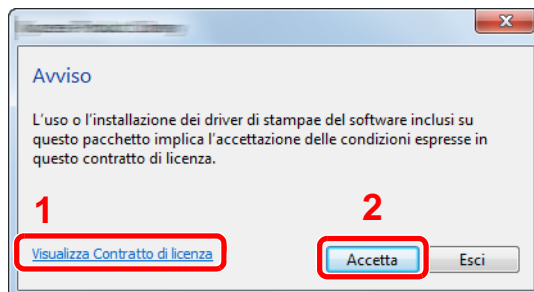 Avviso
L'uso o l'installazione dei driver di stampae del software inclusi su
questo pacchetto implica l'accettazione delle condizioni espresse in
questo contratto di licenza.
1
2
Visualizza Contratto di licenza
Accetta
Esci